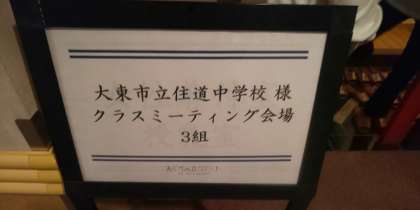 大東市立住道中学校 様
クラスミーティング会場
3組